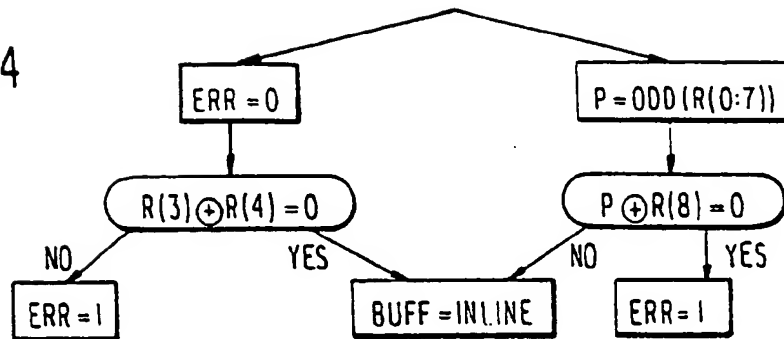 4
ERR = 0
P = ODD (R(0:7))
R(3) ⊕ R(4) = 0
P ⊕ R(8) = 0
NO
YES
NO
YES
ERR = 1
BUFF = INLINE
ERR = 1